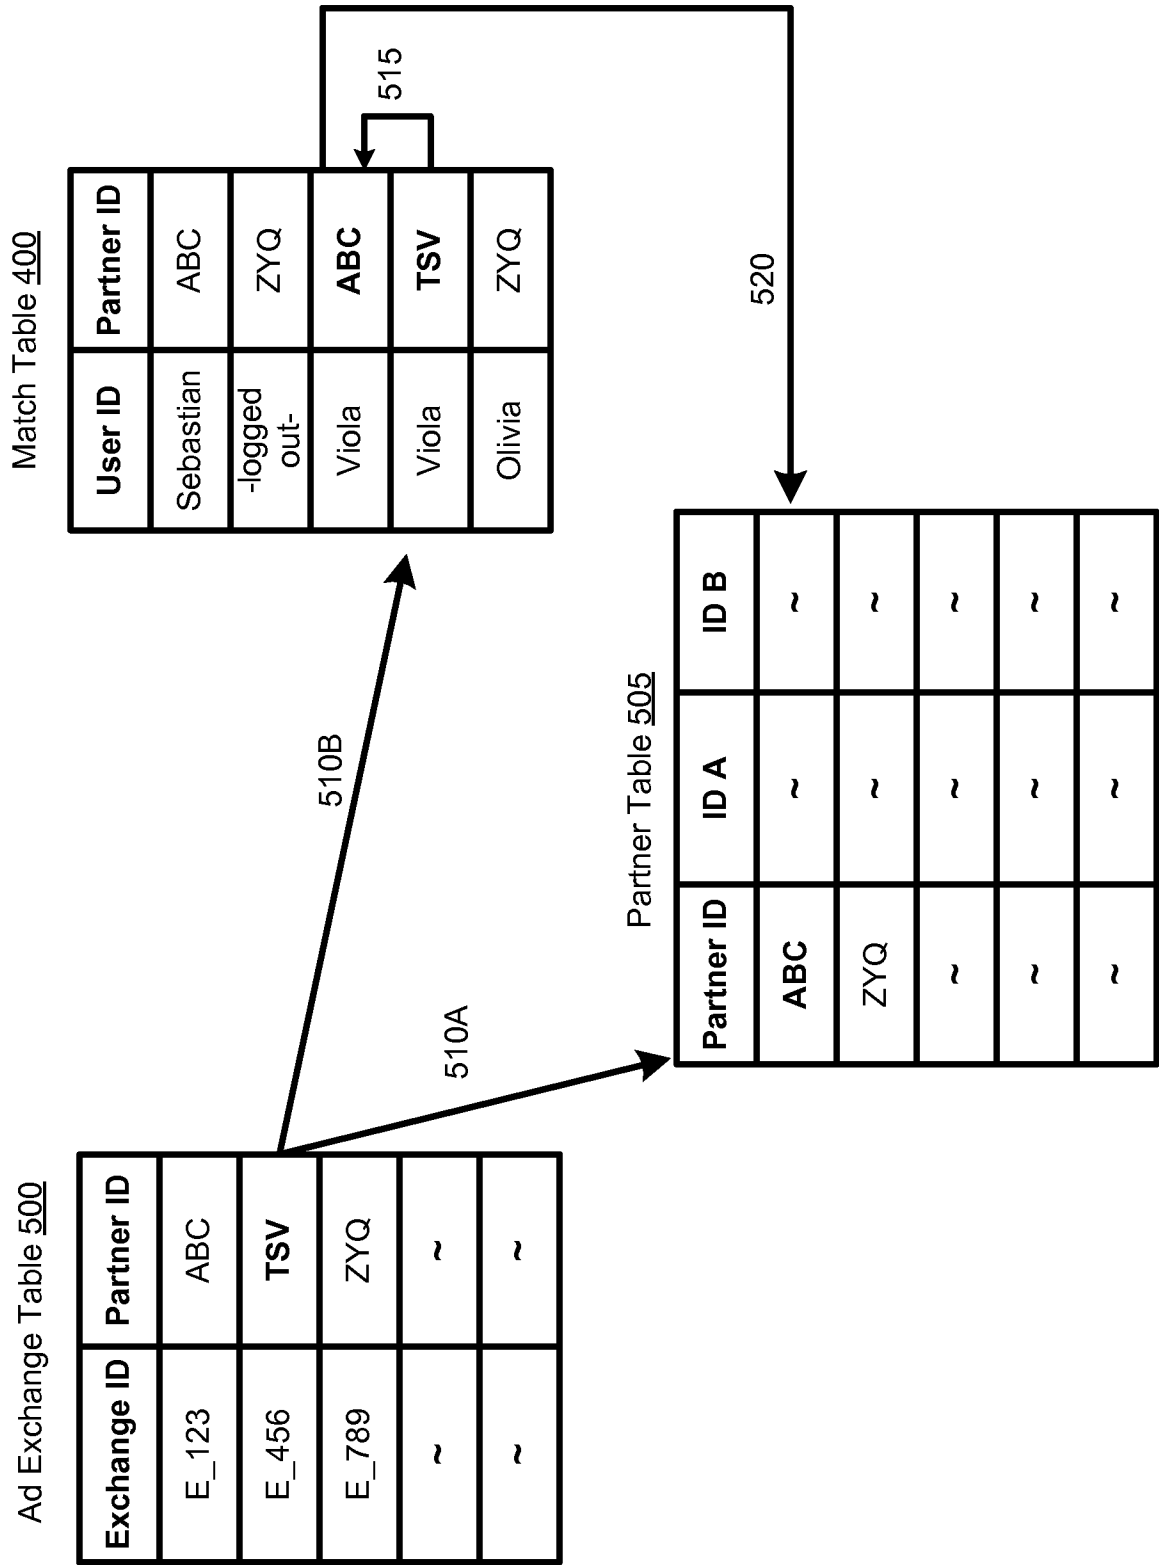 Ad Exchange Table 500
Exchange ID Partner ID
E_123 ABC
E_456 TSV
E_789 ZYQ
~ ~
~ ~
510B
510A
Match Table 400
User ID Partner ID
Sebastian ABC
-logged
out- ZYQ
Viola ABC
Viola TSV
Olivia ZYQ
515
520
Partner Table 505
Partner ID ID A ID B
ABC ~ ~
ZYQ ~ ~
~ ~ ~
~ ~ ~
~ ~ ~